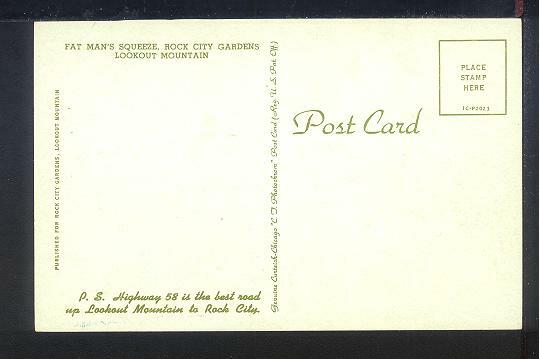 FAT MAN'S SQUEEZE, ROCK CITY GARDENS
LOOKOUT MOUNTAIN
PUBLISHED FOR ROCK CITY GARDENS, LOOKOUT MOUNTAIN
P. S. Highway 58 is the best road
up Lookout Mountain to Rock City.
Genuine Curteich-Chicago "C. T. Photochrom" Post Card (Reg. U. S. Pat. Off.)
Post Card
PLACE
STAMP
HERE
1C-P2023